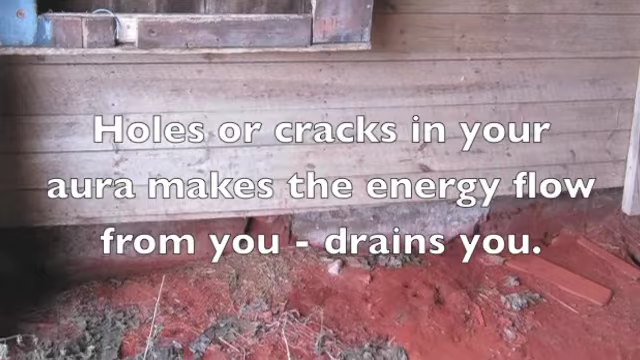 Holes or cracks in your
aura makes the energy flow
from you - drains you.